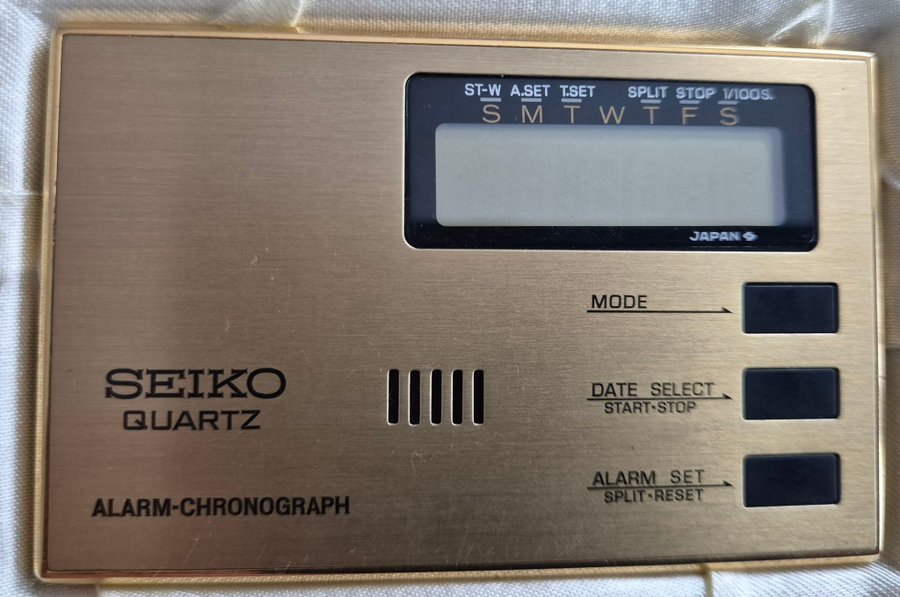 ST-W A.SET T.SET SPLIT STOP 1/100S.
S M T W T F S
JAPAN
MODE
DATE SELECT
START·STOP
SEIKO
QUARTZ
ALARM SET
SPLIT·RESET
ALARM-CHRONOGRAPH